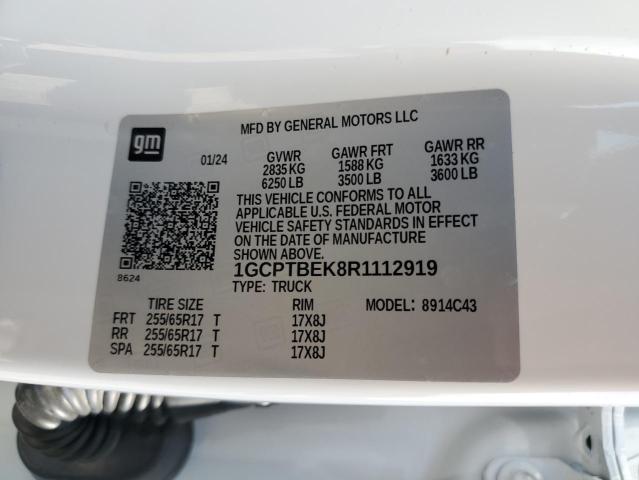 gm
MFD BY GENERAL MOTORS LLC
01/24 GVWR GAWR FRT GAWR RR
2835 KG 1588 KG 1633 KG
6250 LB 3500 LB 3600 LB
THIS VEHICLE CONFORMS TO ALL
APPLICABLE U.S. FEDERAL MOTOR
VEHICLE SAFETY STANDARDS IN EFFECT
ON THE DATE OF MANUFACTURE
SHOWN ABOVE.
8624
1GCPTBEK8R1112919
TYPE: TRUCK
TIRE SIZE RIM MODEL: 8914C43
FRT 255/65R17 T 17X8J
RR 255/65R17 T 17X8J
SPA 255/65R17 T 17X8J